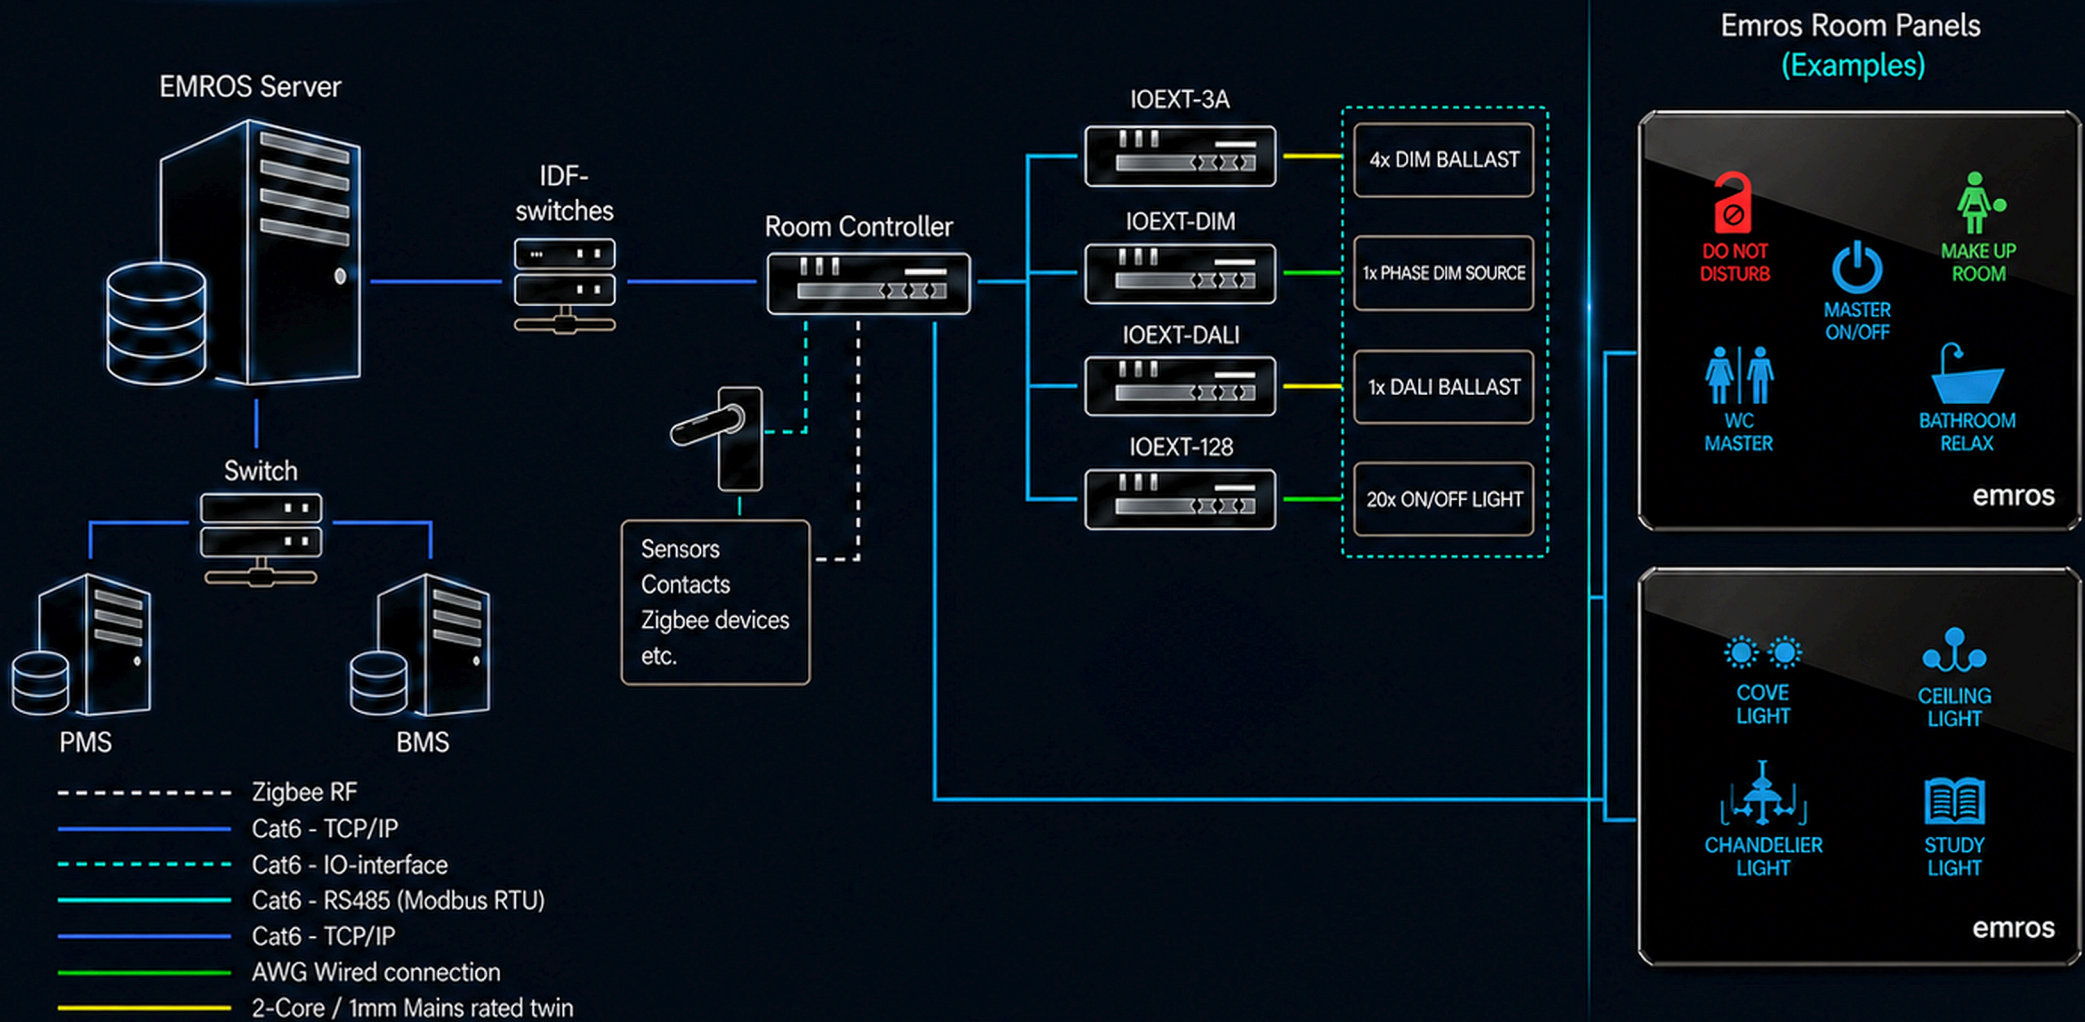 EMROS Server
IDF-
switches
Room Controller
IOEXT-3A
4x DIM BALLAST
IOEXT-DIM
1x PHASE DIM SOURCE
IOEXT-DALI
1x DALI BALLAST
IOEXT-128
20x ON/OFF LIGHT
Switch
PMS
BMS
Sensors
Contacts
Zigbee devices
etc.
Zigbee RF
Cat6 - TCP/IP
Cat6 - IO-interface
Cat6 - RS485 (Modbus RTU)
Cat6 - TCP/IP
AWG Wired connection
2-Core / 1mm Mains rated twin
Emros Room Panels
(Examples)
DO NOT
DISTURB
MAKE UP
ROOM
MASTER
ON/OFF
WC
MASTER
BATHROOM
RELAX
emros
COVE
LIGHT
CEILING
LIGHT
CHANDELIER
LIGHT
STUDY
LIGHT
emros